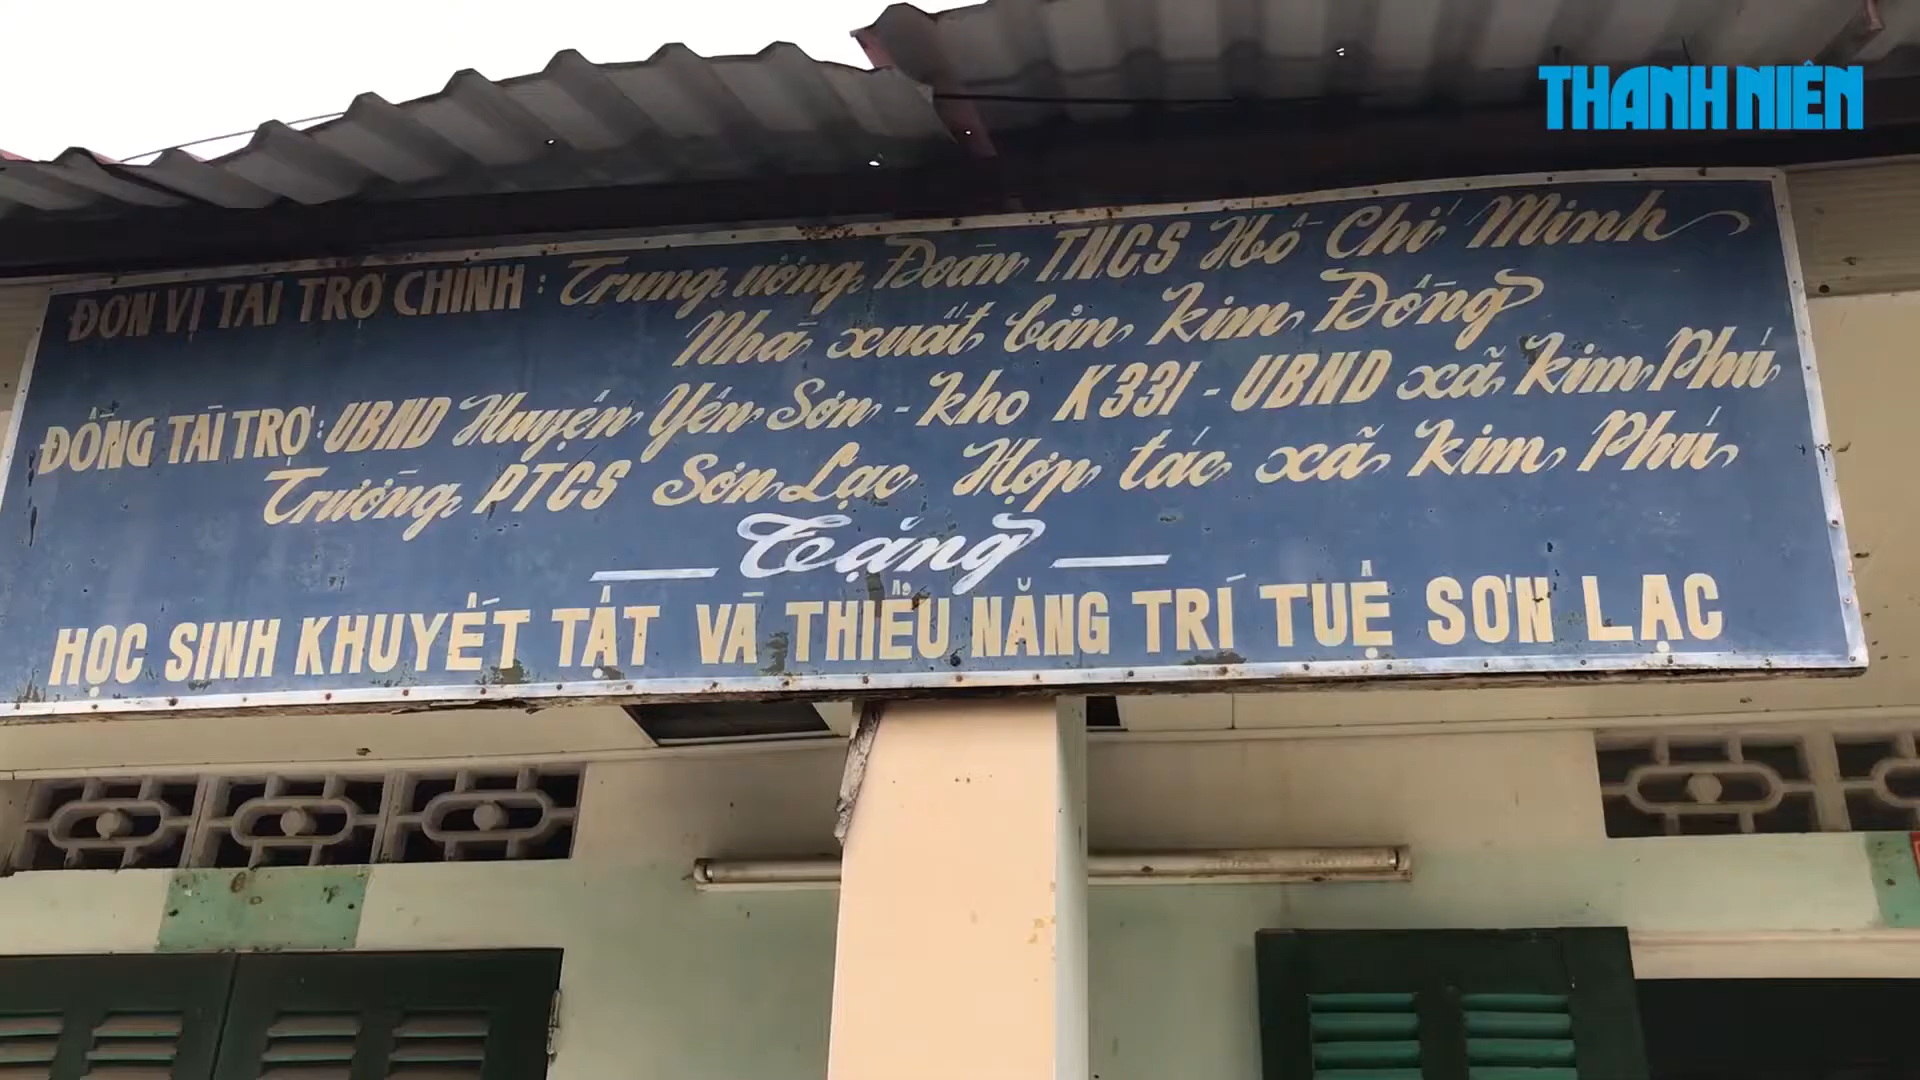 THANH NIÊN
ĐƠN VỊ TÀI TRỢ CHÍNH : Trung ương Đoàn TNCS Hồ Chí Minh
Nhà xuất bản Kim Đồng
ĐỒNG TÀI TRỢ : UBND Huyện Yên Sơn - Kho K331 - UBND xã Kim Phú
Trường PTCS Sơn Lạc Hợp tác xã Kim Phú
Tặng
HỌC SINH KHUYẾT TẬT VÀ THIỂU NĂNG TRÍ TUỆ SƠN LẠC